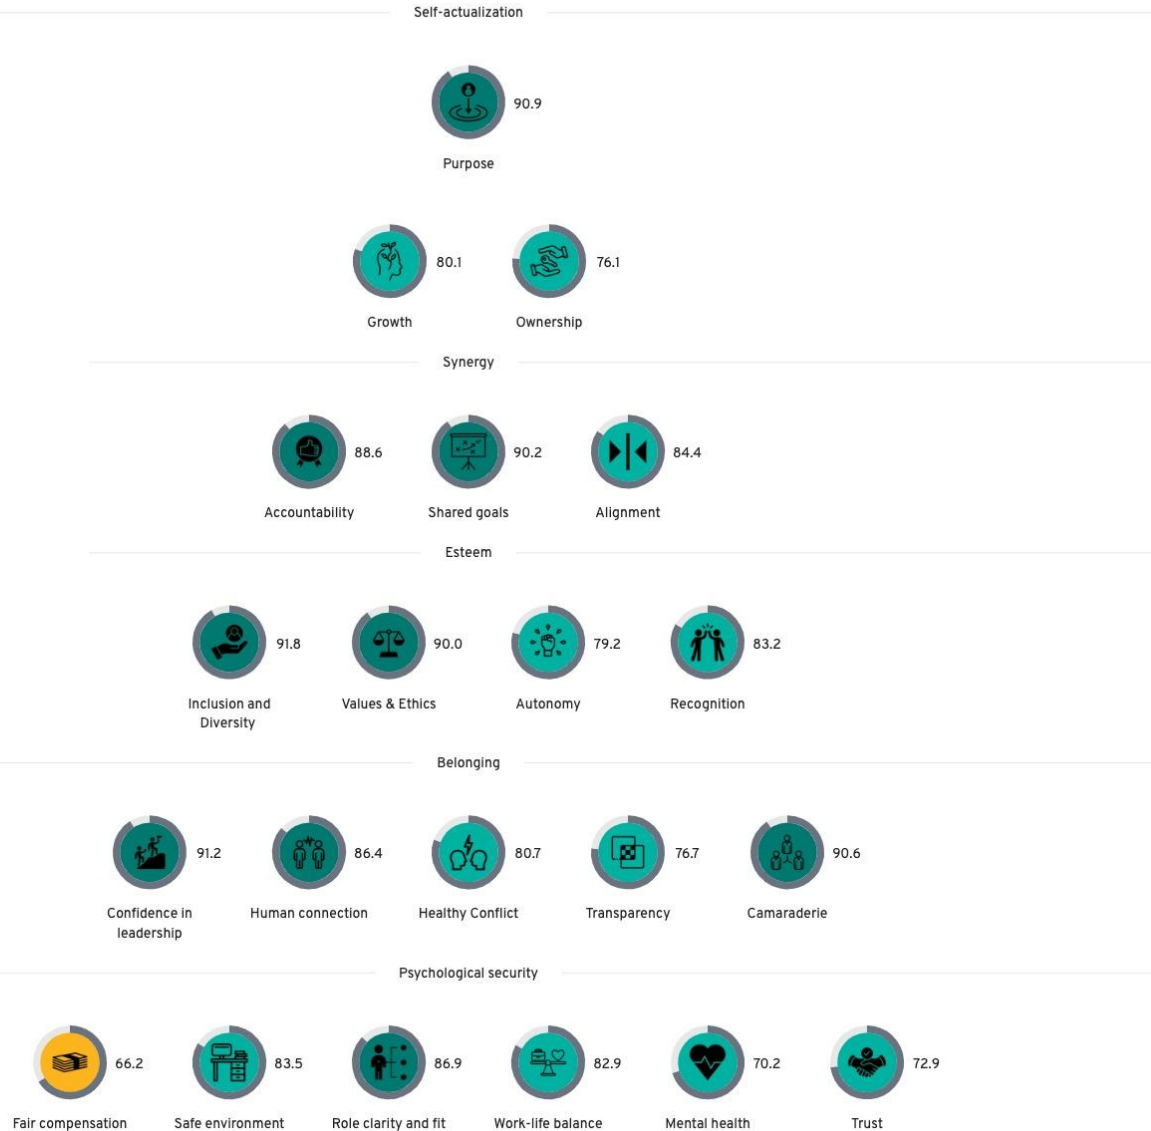 Self-actualization
90.9
Purpose
80.1
76.1
Growth
Ownership
Synergy
88.6
90.2
84.4
Accountability
Shared goals
Alignment
Esteem
91.8
90.0
79.2
83.2
Inclusion and
Diversity
Values & Ethics
Autonomy
Recognition
Belonging
91.2
86.4
80.7
76.7
90.6
Confidence in
leadership
Human connection
Healthy Conflict
Transparency
Camaraderie
Psychological security
66.2
83.5
86.9
82.9
70.2
72.9
Fair compensation
Safe environment
Role clarity and fit
Work-life balance
Mental health
Trust